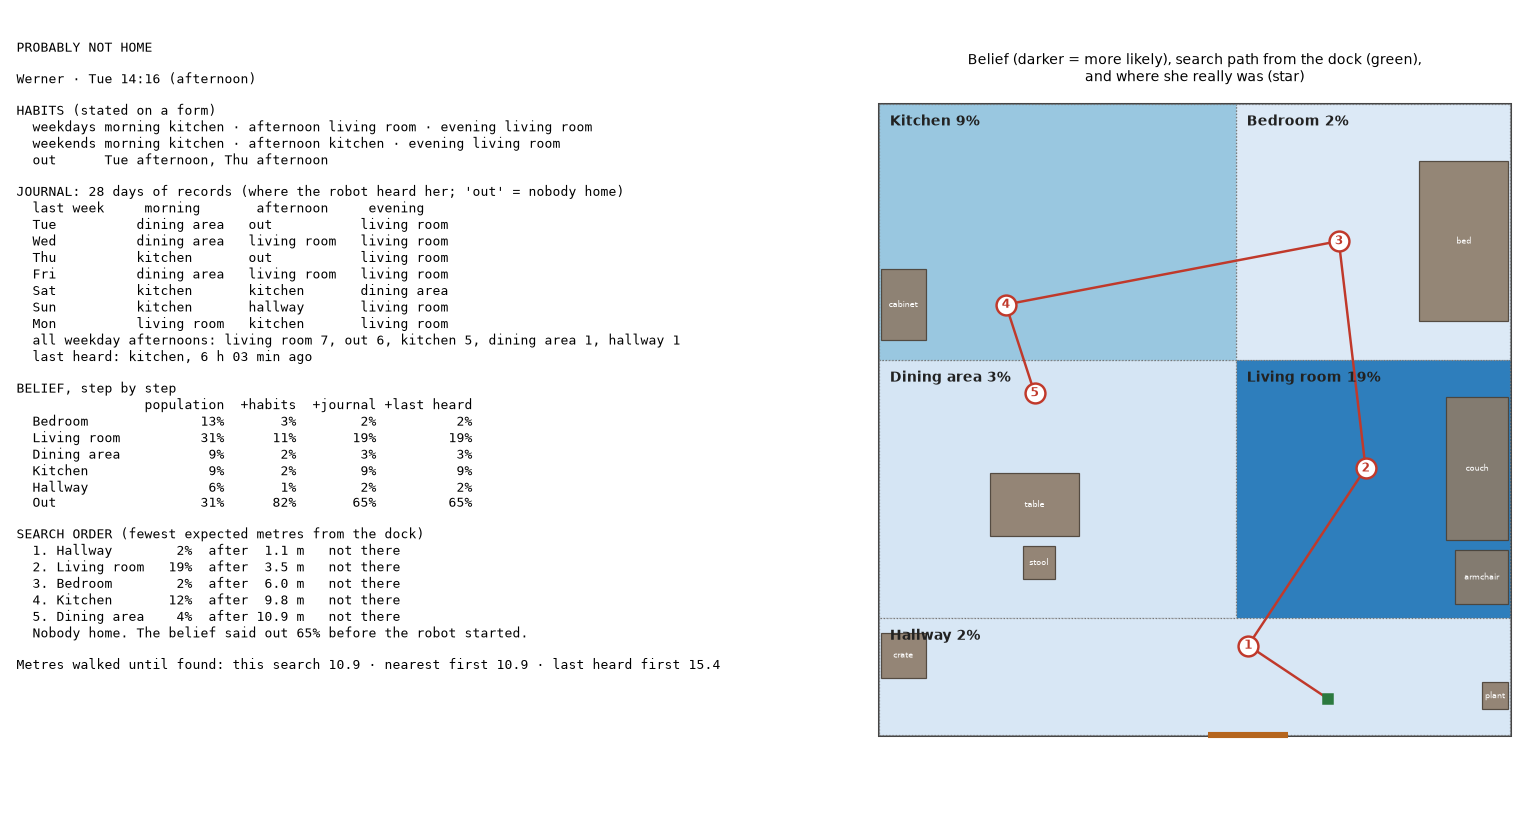 PROBABLY NOT HOME
Werner · Tue 14:16 (afternoon)
HABITS (stated on a form)
weekdays morning kitchen · afternoon living room · evening living room
weekends morning kitchen · afternoon kitchen · evening living room
out      Tue afternoon, Thu afternoon
JOURNAL: 28 days of records (where the robot heard her; 'out' = nobody home)
last week     morning       afternoon     evening
Tue          dining area   out           living room
Wed          dining area   living room   living room
Thu          kitchen       out           living room
Fri          dining area   living room   living room
Sat          kitchen       kitchen       dining area
Sun          kitchen       hallway       living room
Mon          living room   kitchen       living room
all weekday afternoons: living room 7, out 6, kitchen 5, dining area 1, hallway 1
last heard: kitchen, 6 h 03 min ago
BELIEF, step by step
population  +habits  +journal +last heard
Bedroom              13%       3%        2%         2%
Living room          31%      11%       19%        19%
Dining area           9%       2%        3%         3%
Kitchen               9%       2%        9%         9%
Hallway               6%       1%        2%         2%
Out                  31%      82%       65%        65%
SEARCH ORDER (fewest expected metres from the dock)
1. Hallway        2%  after  1.1 m   not there
2. Living room   19%  after  3.5 m   not there
3. Bedroom        2%  after  6.0 m   not there
4. Kitchen       12%  after  9.8 m   not there
5. Dining area    4%  after 10.9 m   not there
Nobody home. The belief said out 65% before the robot started.
Metres walked until found: this search 10.9 · nearest first 10.9 · last heard first 15.4
Belief (darker = more likely), search path from the dock (green),
and where she really was (star)
Kitchen 9%
Bedroom 2%
bed
3
cabinet
4
Dining area 3%
Living room 19%
5
couch
2
table
stool
armchair
Hallway 2%
crate
1
plant